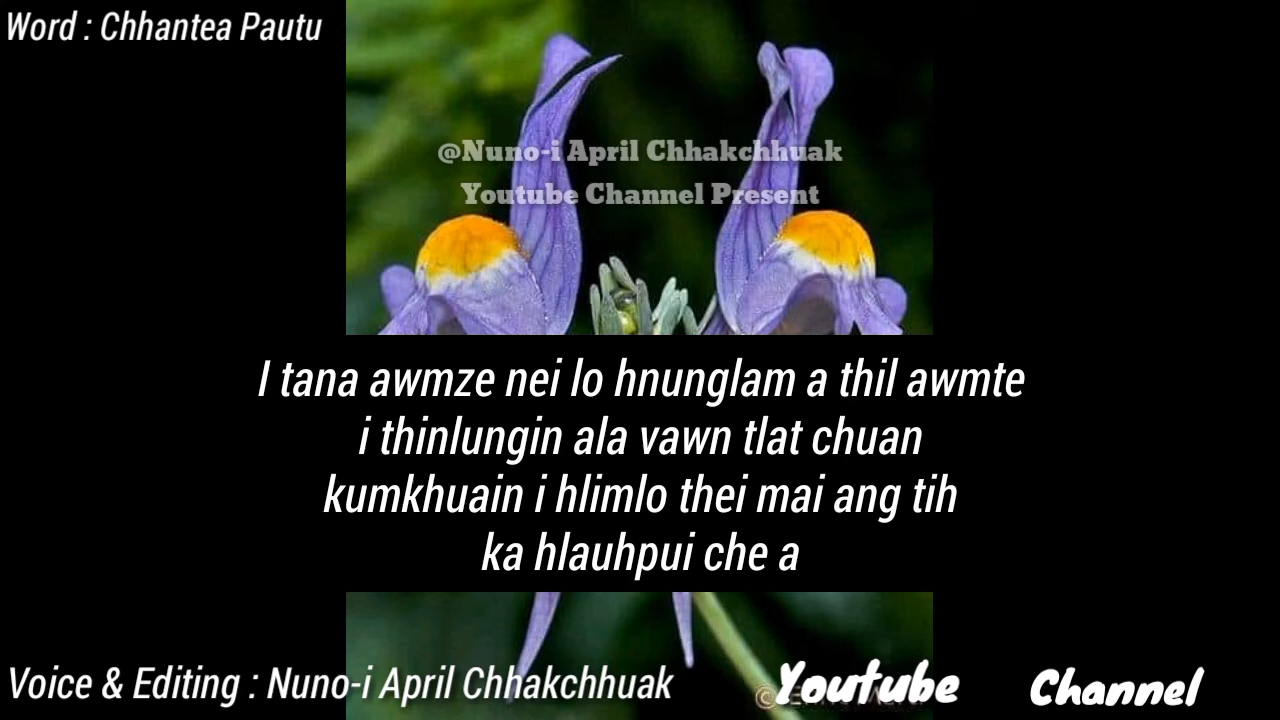 Word : Chhantea Pautu
@Nuno-i April Chhakchhuak
Youtube Channel Present
I tana awmze nei lo hnunglam a thil awmte
i thinlungin ala vawn tlat chuan
kumkhuain i hlimlo thei mai ang tih
ka hlauhpui che a
Voice & Editing : Nuno-i April Chhakchhuak
Youtube Channel